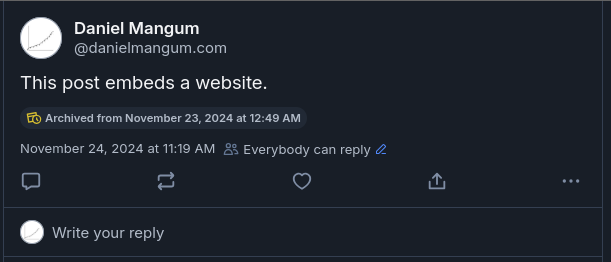 Daniel Mangum
@danielmangum.com
This post embeds a website.
Archived from November 23, 2024 at 12:49 AM
November 24, 2024 at 11:19 AM Everybody can reply
Write your reply